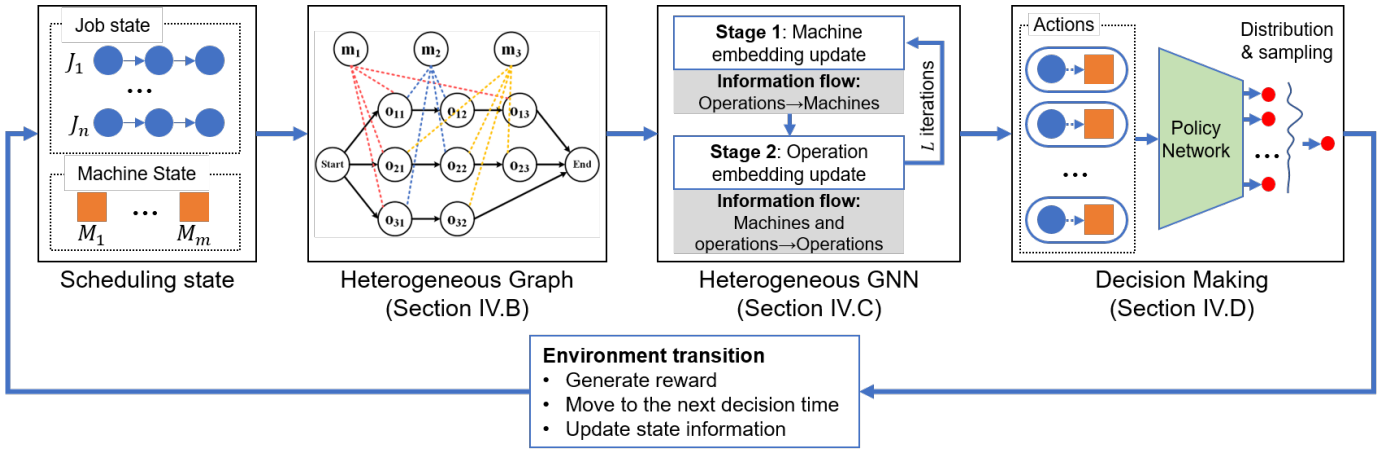 Job state
J1
...
Jn
Machine State
... 
M1 Mm
Scheduling state
m1 m2 m3
o11 o12 o13
Start o21 o22 o23 End
o31 o32
Heterogeneous Graph
(Section IV.B)
Stage 1: Machine
embedding update
Information flow:
Operations→Machines
Stage 2: Operation
embedding update
Information flow:
Machines and
operations→Operations
L iterations
Heterogeneous GNN
(Section IV.C)
Actions
...
Policy
Network
Distribution
& sampling
...
Decision Making
(Section IV.D)
Environment transition
• Generate reward
• Move to the next decision time
• Update state information